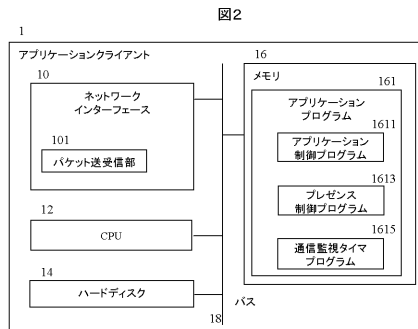 図2
1
アプリケーションクライアント
10
ネットワーク
インターフェース
101
パケット送受信部
12
CPU
14
ハードディスク
18
バス
16
メモリ
161
アプリケーション
プログラム
1611
アプリケーション
制御プログラム
1613
プレゼンス
制御プログラム
1615
通信監視タイマ
プログラム